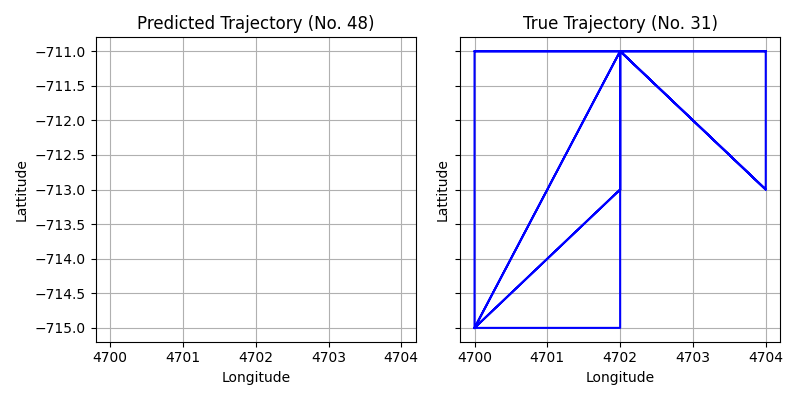 Predicted Trajectory (No. 48)
True Trajectory (No. 31)
−711.0
−711.5
−712.0
−712.5
−713.0
−713.5
−714.0
−714.5
−715.0
Lattitude
Lattitude
4700 4701 4702 4703 4704
4700 4701 4702 4703 4704
Longitude
Longitude